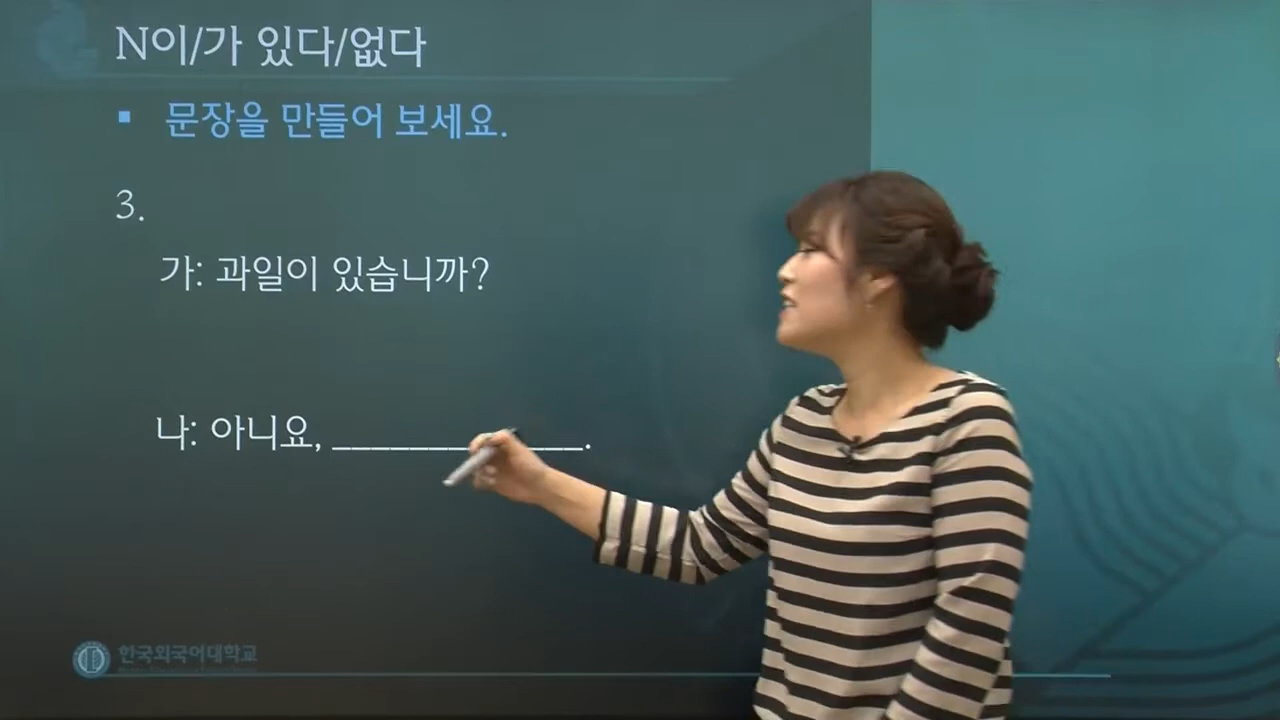 N이/가 있다/없다
▪ 문장을 만들어 보세요.
3.
가: 과일이 있습니까?
나: 아니요, ______________.
한국외국어대학교